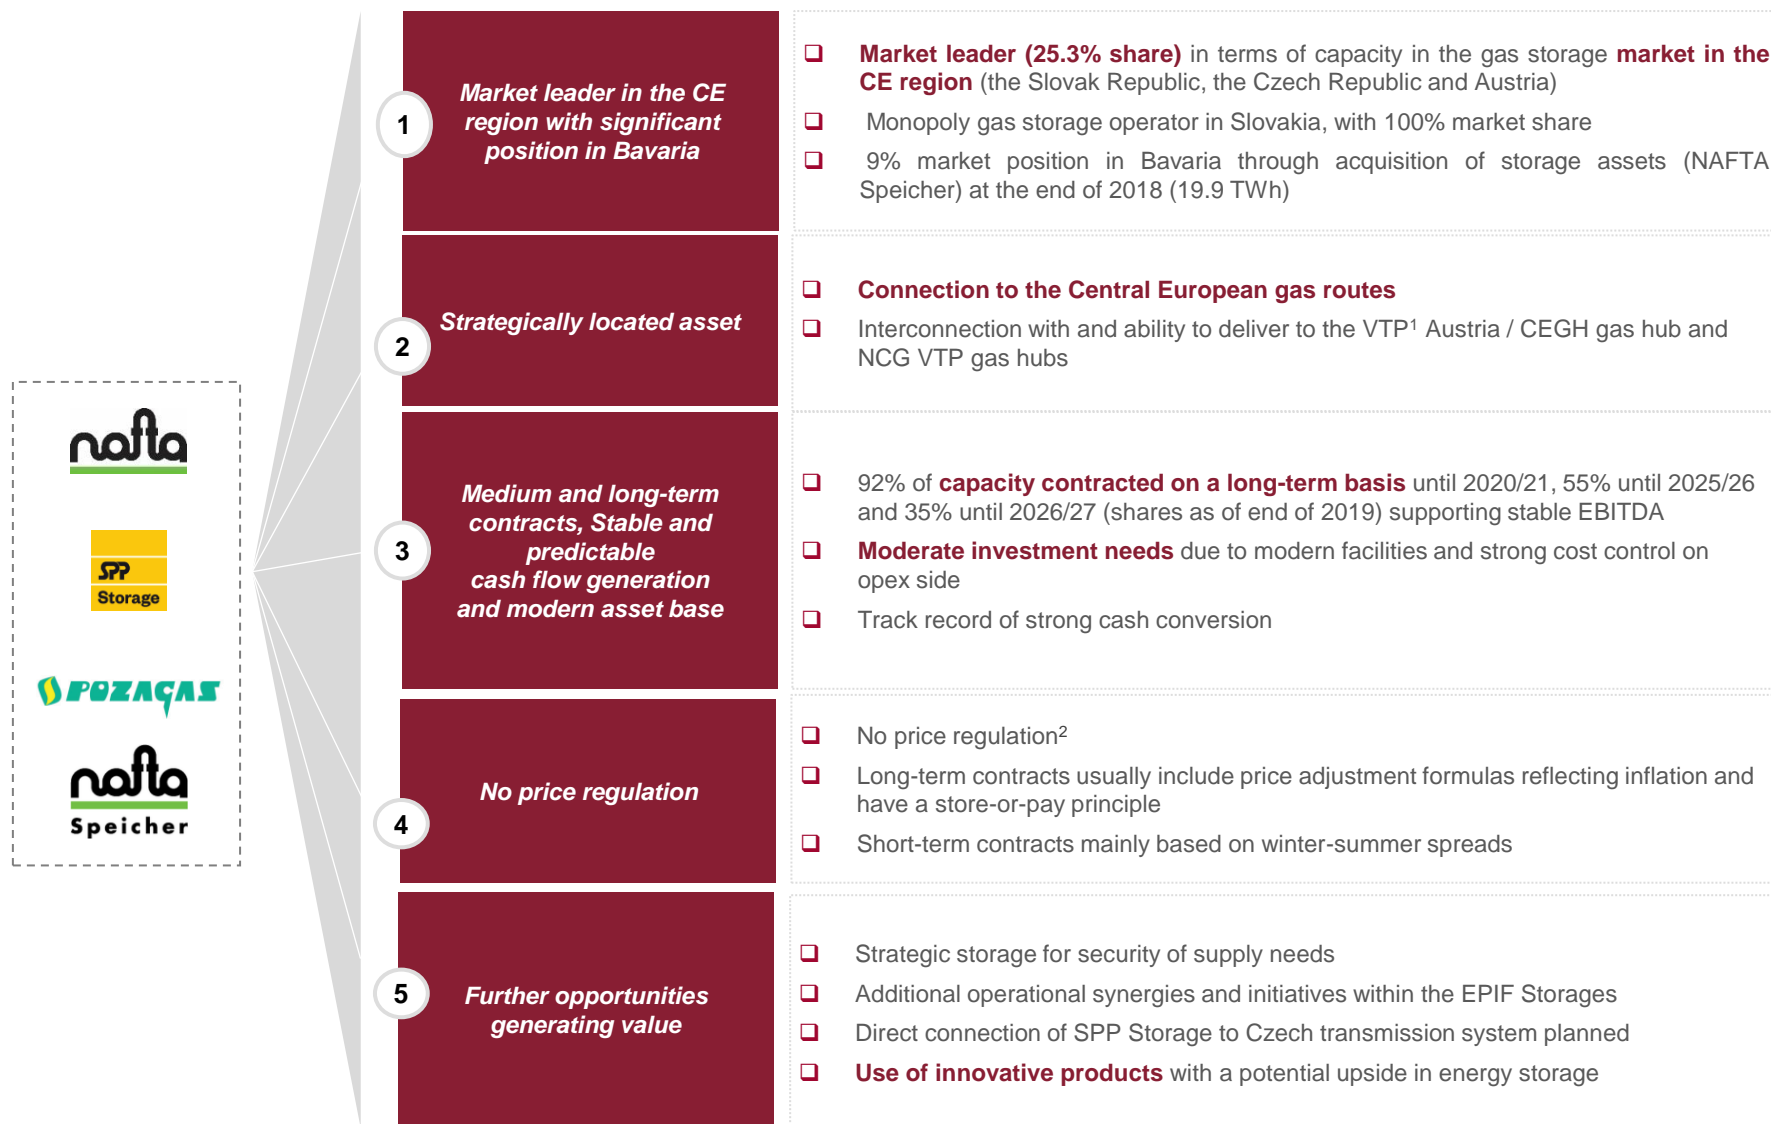 nafta
SPP
Storage
POZAGAS
nafta
Speicher
1
Market leader in the CE
region with significant
position in Bavaria
❑ Market leader (25.3% share) in terms of capacity in the gas storage market in the
CE region (the Slovak Republic, the Czech Republic and Austria)
❑ Monopoly gas storage operator in Slovakia, with 100% market share
❑ 9% market position in Bavaria through acquisition of storage assets (NAFTA
Speicher) at the end of 2018 (19.9 TWh)
2
Strategically located asset
❑ Connection to the Central European gas routes
❑ Interconnection with and ability to deliver to the VTP¹ Austria / CEGH gas hub and
NCG VTP gas hubs
3
Medium and long-term
contracts, Stable and
predictable
cash flow generation
and modern asset base
❑ 92% of capacity contracted on a long-term basis until 2020/21, 55% until 2025/26
and 35% until 2026/27 (shares as of end of 2019) supporting stable EBITDA
❑ Moderate investment needs due to modern facilities and strong cost control on
opex side
❑ Track record of strong cash conversion
4
No price regulation
❑ No price regulation²
❑ Long-term contracts usually include price adjustment formulas reflecting inflation and
have a store-or-pay principle
❑ Short-term contracts mainly based on winter-summer spreads
5
Further opportunities
generating value
❑ Strategic storage for security of supply needs
❑ Additional operational synergies and initiatives within the EPIF Storages
❑ Direct connection of SPP Storage to Czech transmission system planned
❑ Use of innovative products with a potential upside in energy storage